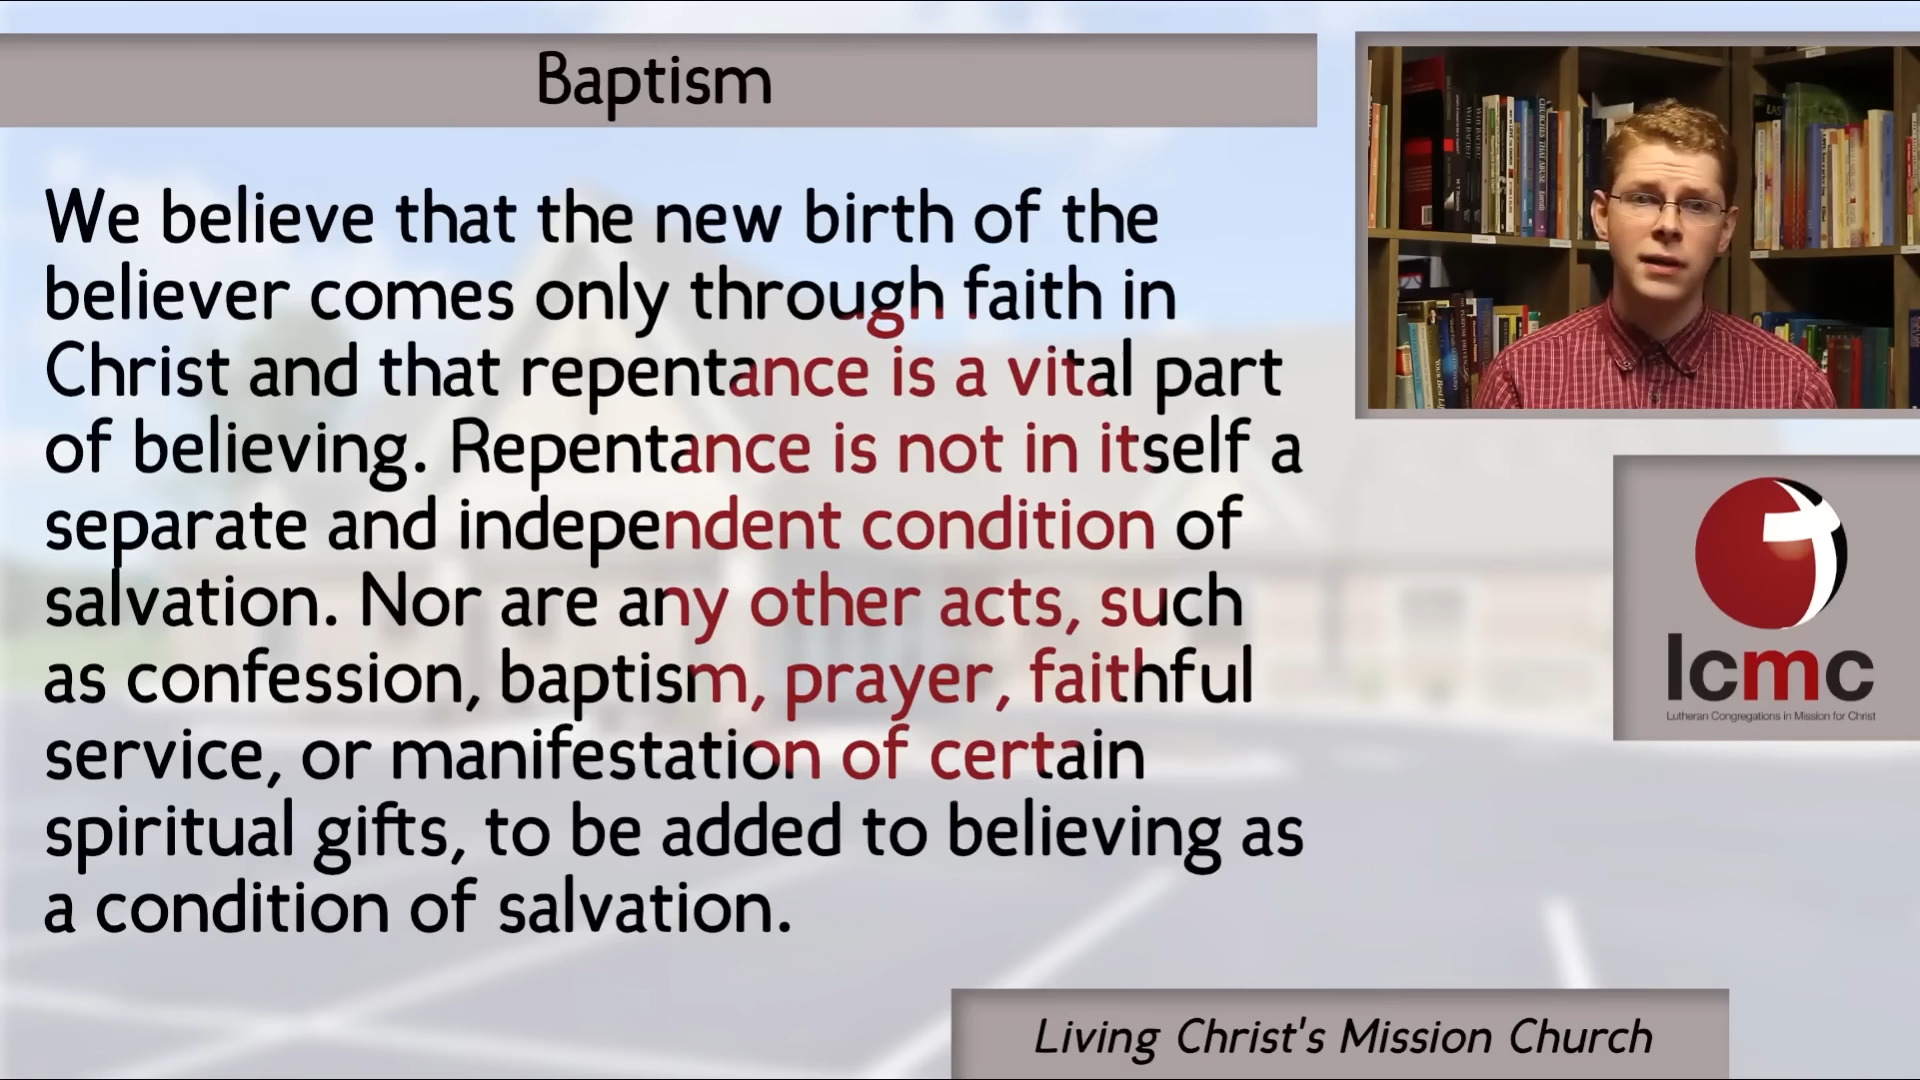 Baptism
We believe that the new birth of the
believer comes only through faith in
Christ and that repentance is a vital part
of believing. Repentance is not in itself a
separate and independent condition of
salvation. Nor are any other acts, such
as confession, baptism, prayer, faithful
service, or manifestation of certain
spiritual gifts, to be added to believing as
a condition of salvation.
lcmc
Lutheran Congregations in Mission for Christ
Living Christ's Mission Church